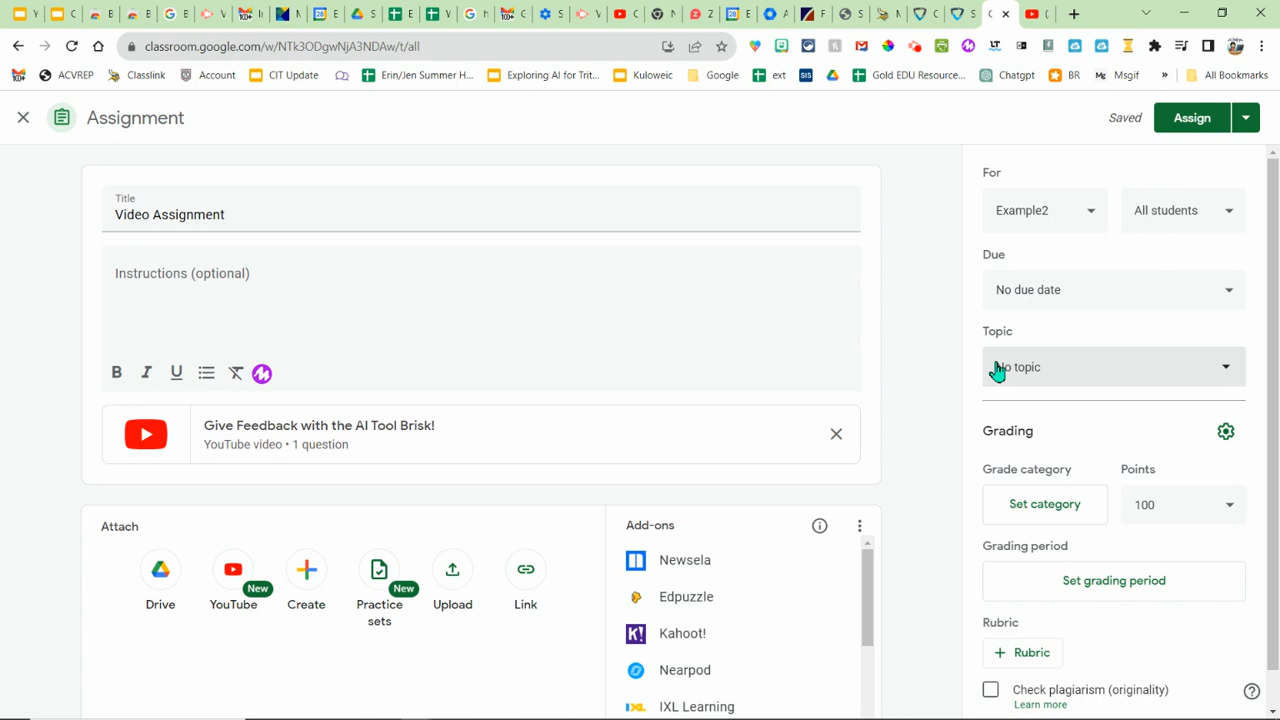 classroom.google.com/w/NTk3ODgwNjA3NDAw/t/all
ACVREP
Classlink
Account
CIT Update
Erin/Jen Summer H...
Exploring AI for Trit...
Kuloweic
Google
ext
SIS
Gold EDU Resource...
Chatgpt
BR
Msgif
»
All Bookmarks
Assignment
Saved
Assign
Title
Video Assignment
Instructions (optional)
B I U
Give Feedback with the AI Tool Brisk!
YouTube video • 1 question
Attach
Drive
New
YouTube
Create
New
Practice
sets
Upload
Link
Add-ons
Newsela
Edpuzzle
Kahoot!
Nearpod
IXL Learning
For
Example2
All students
Due
No due date
Topic
topic
Grading
Grade category
Points
Set category
100
Grading period
Set grading period
Rubric
+ Rubric
Check plagiarism (originality)
Learn more